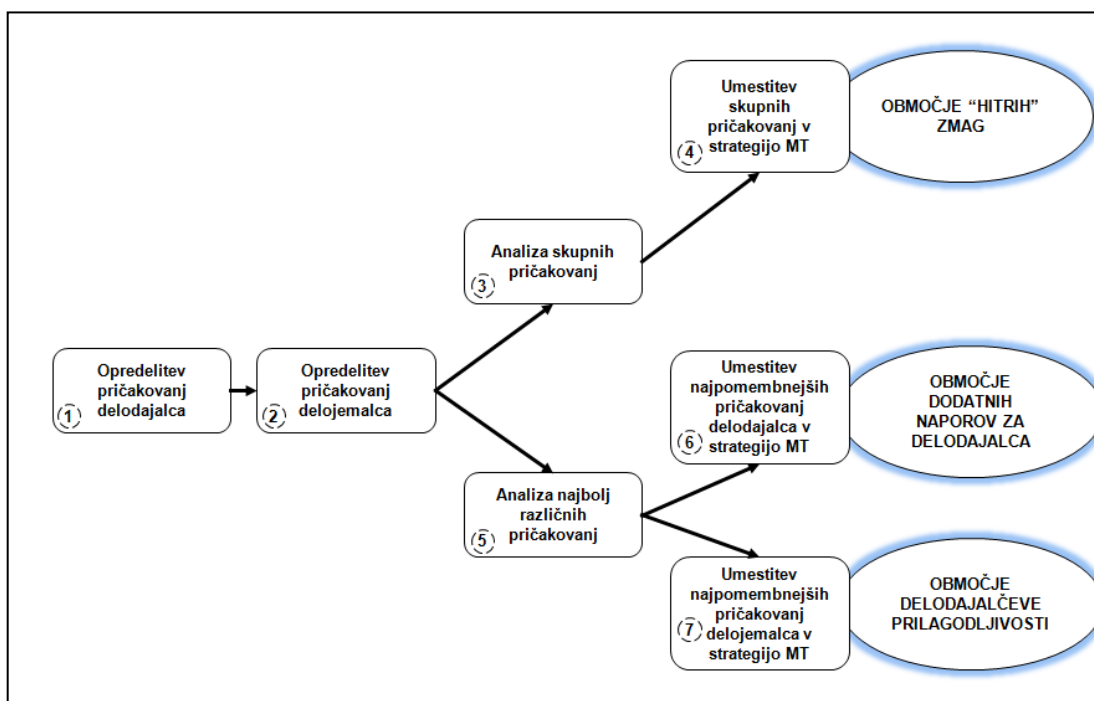 Opredelitev
pričakovanj
delodajalca
1
Opredelitev
pričakovanj
delojemalca
2
Analiza skupnih
pričakovanj
3
Umestitev
skupnih
pričakovanj v
strategijo MT
4
OBMOČJE “HITRIH”
ZMAG
Analiza najbolj
različnih
pričakovanj
5
Umestitev
najpomembnejših
pričakovanj
delodajalca v
strategijo MT
6
OBMOČJE
DODATNIH
NAPOROV ZA
DELODAJALCA
Umestitev
najpomembnejših
pričakovanj
delojemalca v
strategijo MT
7
OBMOČJE
DELODAJALČEVE
PRILAGODLJIVOSTI